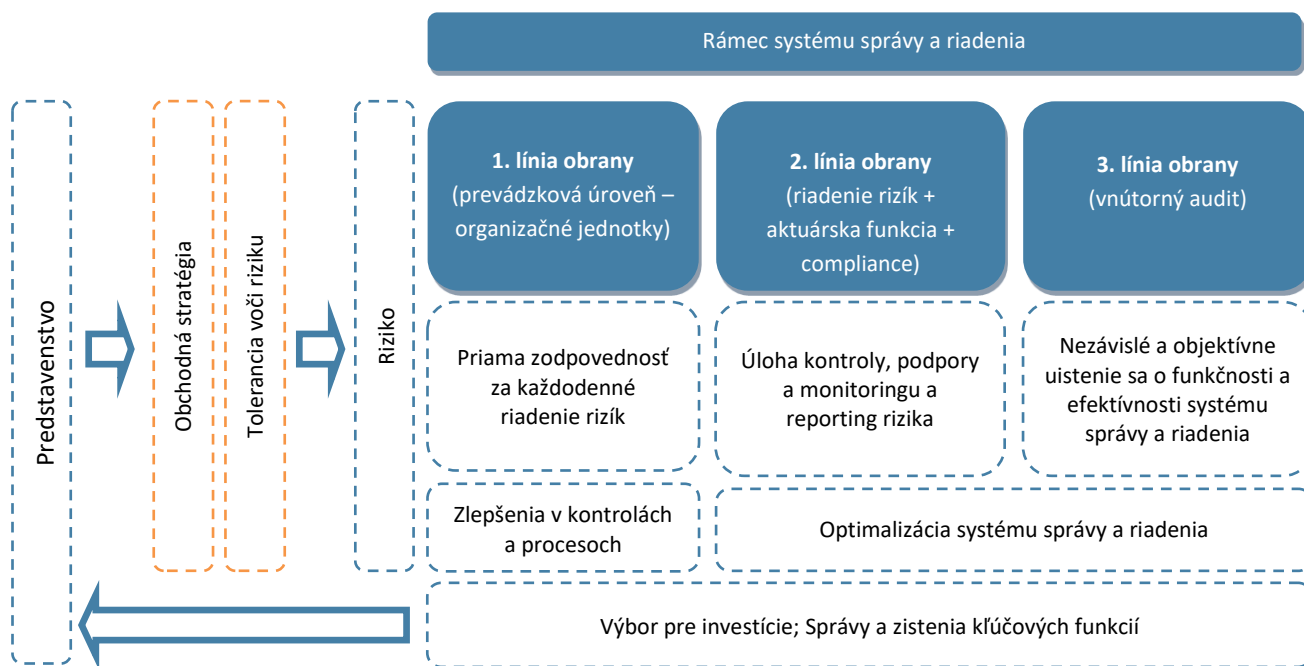 Rámec systému správy a riadenia
Predstavenstvo
Obchodná stratégia
Tolerancia voči riziku
Riziko
1. línia obrany
(prevádzková úroveň –
organizačné jednotky)
2. línia obrany
(riadenie rizík +
aktuárska funkcia +
compliance)
3. línia obrany
(vnútorný audit)
Priama zodpovednosť
za každodenné
riadenie rizík
Úloha kontroly, podpory
a monitoringu a
reporting rizika
Nezávislé a objektívne
uistenie sa o funkčnosti a
efektívnosti systému
správy a riadenia
Zlepšenia v kontrolách
a procesoch
Optimalizácia systému správy a riadenia
Výbor pre investície; Správy a zistenia kľúčových funkcií